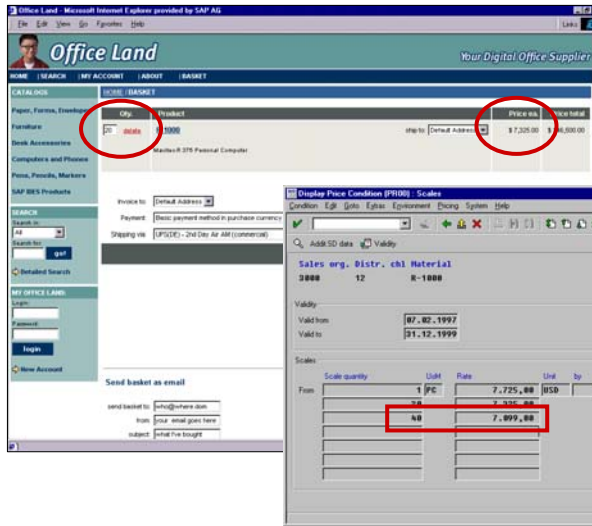 Office Land - Microsoft Internet Explorer provided by SAP AG
File Edit View Go Favorites Help
Links
Office Land
Your Digital Office Supplier
HOME | SEARCH | MY ACCOUNT | ABOUT | BASKET
CATALOGS
Paper, Forms, Envelopes
Furniture
Desk Accessories
Computers and Phones
Pens, Pencils, Markers
SAP IDES Products
SEARCH
Search in:
All
Search for:
go!
Detailed Search
MY OFFICE LAND:
Login:
Password:
login
New Account
HOME /BASKET
Qty. Product Price ea. Price total
20 delete R-1000 ship to: Default Address $ 7,325.00
Maxitec-R 375 Personal Computer
Invoice to: Default Address
Payment: Basic payment method in purchase currency
Shipping via: UPS(DE) - 2nd Day Air AM (commercial)
Send basket as email
send basket to: who@where.dom
from: your email goes here
subject: what I've bought
Display Price Condition (PR00) : Scales
Condition Edit Goto Extras Environment Pricing System Help
Addit.SD data Validity
Sales org. Distr. chl Material
3000 12 R-1000
Validity
Valid from 07.02.1997
Valid to 31.12.1999
Scales
Scale quantity UoM Rate Unit by
From 1 PC 7.725,00 USD
20 7.325,00
40 7.099,00